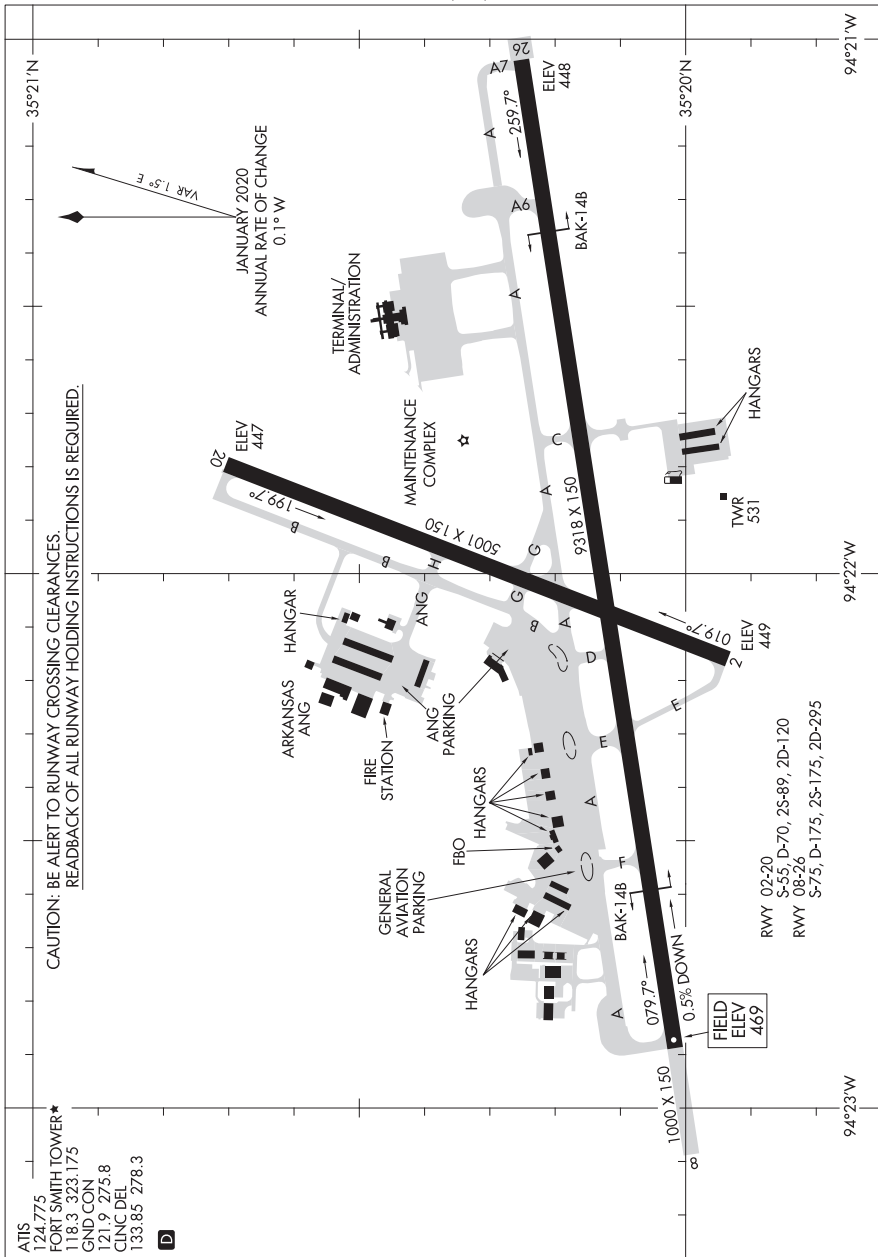 ATIS
124.775
FORT SMITH TOWER★
118.3 323.175
GND CON
121.9 275.8
CLNC DEL
133.85 278.3
D
CAUTION: BE ALERT TO RUNWAY CROSSING CLEARANCES.
READBACK OF ALL RUNWAY HOLDING INSTRUCTIONS IS REQUIRED.
JANUARY 2020
ANNUAL RATE OF CHANGE
0.1° W
VAR 1.5° E
35°21'N
35°20'N
94°23'W
94°22'W
94°21'W
20
ELEV
447
199.7°
B
B
H
ANG
5001 X 150
HANGAR
ARKANSAS
ANG
FIRE
STATION
ANG
PARKING
MAINTENANCE
COMPLEX
TERMINAL/
ADMINISTRATION
HANGARS
FBO
GENERAL
AVIATION
PARKING
HANGARS
G
G
B
A
A
C
A
A6
A
A7
26
ELEV
448
259.7°
BAK-14B
9318 X 150
D
E
A
E
F
A
BAK-14B
079.7°
0.5% DOWN
FIELD
ELEV
469
1000 X 150
8
019.7°
2
ELEV
449
TWR
531
HANGARS
RWY 02-20
S-55, D-70, 2S-89, 2D-120
RWY 08-26
S-75, D-175, 2S-175, 2D-295